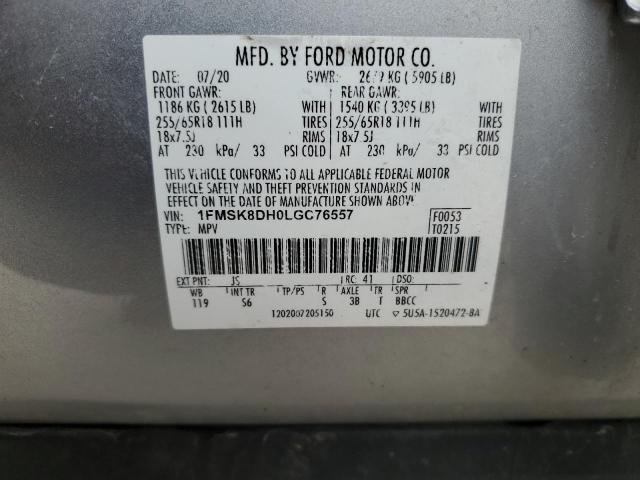 MFD. BY FORD MOTOR CO.
DATE: 07/20 GVWR: KG ( 5905 LB)
FRONT GAWR: REAR GAWR:
1186 KG ( 2615 LB) WITH 1540 KG ( 3395 LB) WITH
255/65R18 111H TIRES 255/65R18 111H TIRES
18x7.5J RIMS 18x7.5J RIMS
AT 230 kPa/ 33 PSI COLD AT 230 kPa/ 33 PSI COLD
THIS VEHICLE CONFORMS TO ALL APPLICABLE FEDERAL MOTOR
VEHICLE SAFETY AND THEFT PREVENTION STANDARDS IN
EFFECT ON THE DATE OF MANUFACTURE SHOWN ABOVE
VIN: 1FMSK8DH0LGC76557 F0053
TYPE: MPV T0215
EXT PNT: JS RC: 41 DSO:
WB INT TR TP/PS R AXLE TR SPR
119 S6 S 3B T BBCC
1202007205150 UTC ▽ 5U5A-1520472-BA